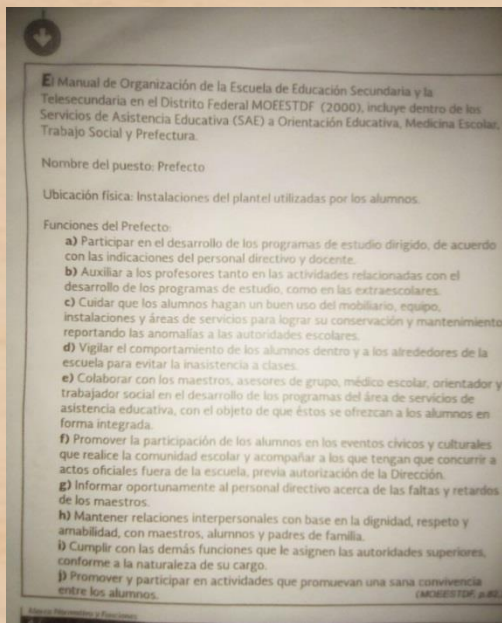 El Manual de Organización de la Escuela de Educación Secundaria y la
Telesecundaria en el Distrito Federal MOEESTDF (2000), incluye dentro de los
Servicios de Asistencia Educativa (SAE) a Orientación Educativa, Medicina Escolar,
Trabajo Social y Prefectura.
Nombre del puesto: Prefecto
Ubicación física: Instalaciones del plantel utilizadas por los alumnos.
Funciones del Prefecto:
a) Participar en el desarrollo de los programas de estudio dirigido, de acuerdo
con las indicaciones del personal directivo y docente.
b) Auxiliar a los profesores tanto en las actividades relacionadas con el
desarrollo de los programas de estudio, como en las extraescolares.
c) Cuidar que los alumnos hagan un buen uso del mobiliario, equipo,
instalaciones y áreas de servicios para lograr su conservación y mantenimiento
reportando las anomalías a las autoridades escolares.
d) Vigilar el comportamiento de los alumnos dentro y a los alrededores de la
escuela para evitar la inasistencia a clases.
e) Colaborar con los maestros, asesores de grupo, médico escolar, orientador y
trabajador social en el desarrollo de los programas del área de servicios de
asistencia educativa, con el objeto de que éstos se ofrezcan a los alumnos en
forma integrada.
f) Promover la participación de los alumnos en los eventos cívicos y culturales
que realice la comunidad escolar y acompañar a los que tengan que concurrir a
actos oficiales fuera de la escuela, previa autorización de la Dirección.
g) Informar oportunamente al personal directivo acerca de las faltas y retardos
de los maestros.
h) Mantener relaciones interpersonales con base en la dignidad, respeto y
amabilidad, con maestros, alumnos y padres de familia.
i) Cumplir con las demás funciones que le asignen las autoridades superiores,
conforme a la naturaleza de su cargo.
j) Promover y participar en actividades que promuevan una sana convivencia
entre los alumnos.
(MOEESTDF, p.82,
Marco Normativo y Funciones